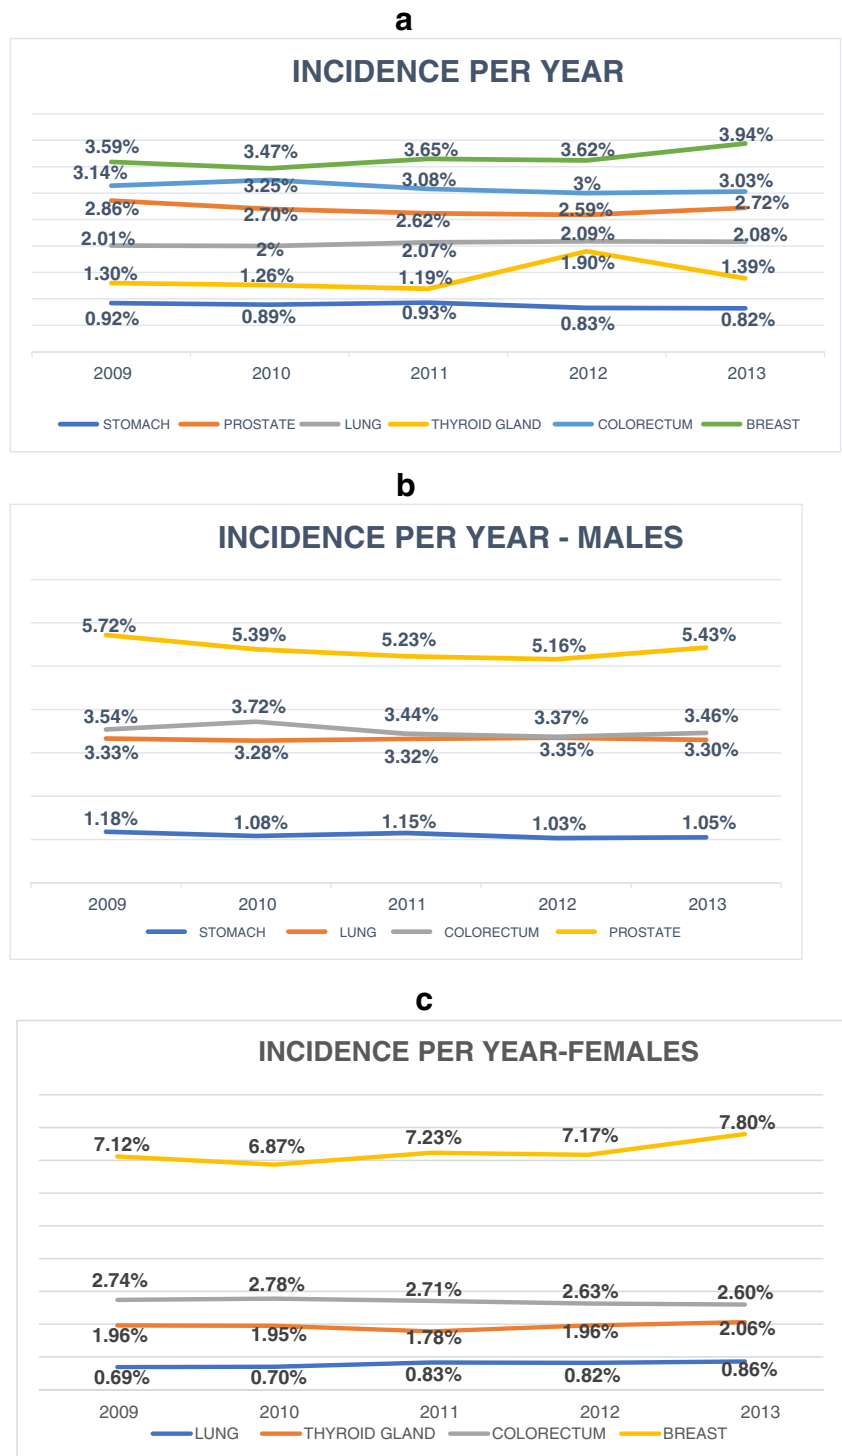 a
INCIDENCE PER YEAR
3.59% 3.47% 3.65% 3.62% 3.94%
3.14% 3.25% 3.08% 3% 3.03%
2.86% 2.70% 2.62% 2.59% 2.72%
2.01% 2% 2.07% 2.09% 2.08%
1.30% 1.26% 1.19% 1.90% 1.39%
0.92% 0.89% 0.93% 0.83% 0.82%
2009 2010 2011 2012 2013
STOMACH PROSTATE LUNG THYROID GLAND COLORECTUM BREAST
b
INCIDENCE PER YEAR - MALES
5.72% 5.39% 5.23% 5.16% 5.43%
3.54% 3.72% 3.44% 3.37% 3.46%
3.33% 3.28% 3.32% 3.35% 3.30%
1.18% 1.08% 1.15% 1.03% 1.05%
2009 2010 2011 2012 2013
STOMACH LUNG COLORECTUM PROSTATE
c
INCIDENCE PER YEAR-FEMALES
7.12% 6.87% 7.23% 7.17% 7.80%
2.74% 2.78% 2.71% 2.63% 2.60%
1.96% 1.95% 1.78% 1.96% 2.06%
0.69% 0.70% 0.83% 0.82% 0.86%
2009 2010 2011 2012 2013
LUNG THYROID GLAND COLORECTUM BREAST